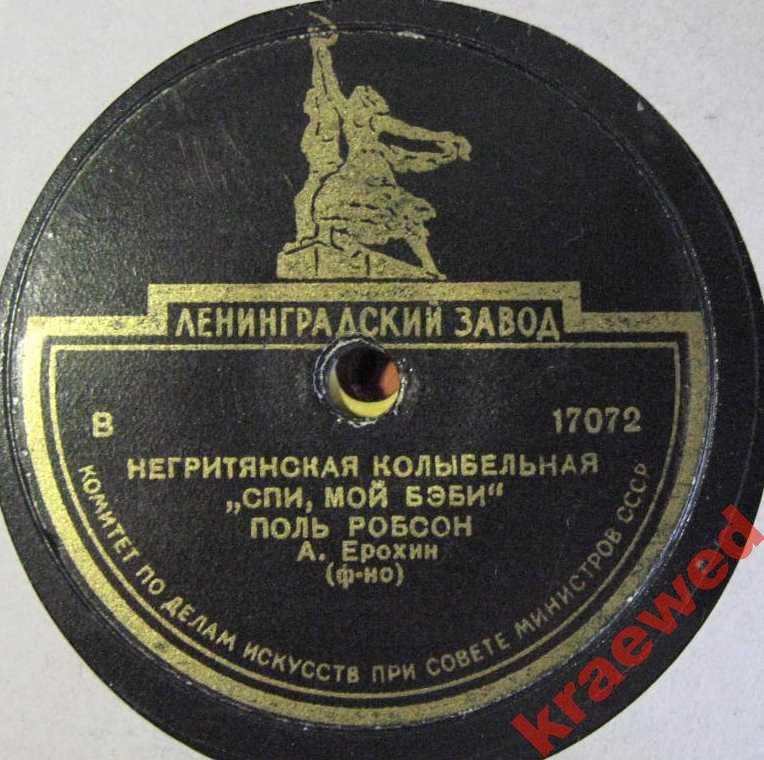 ЛЕНИНГРАДСКИЙ ЗАВОД
В 17072
НЕГРИТЯНСКАЯ КОЛЫБЕЛЬНАЯ
„СПИ, МОЙ БЭБИ“
ПОЛЬ РОБСОН
А. Ерохин
(ф-но)
КОМИТЕТ ПО ДЕЛАМ ИСКУССТВ ПРИ СОВЕТЕ МИНИСТРОВ СССР
kraewed